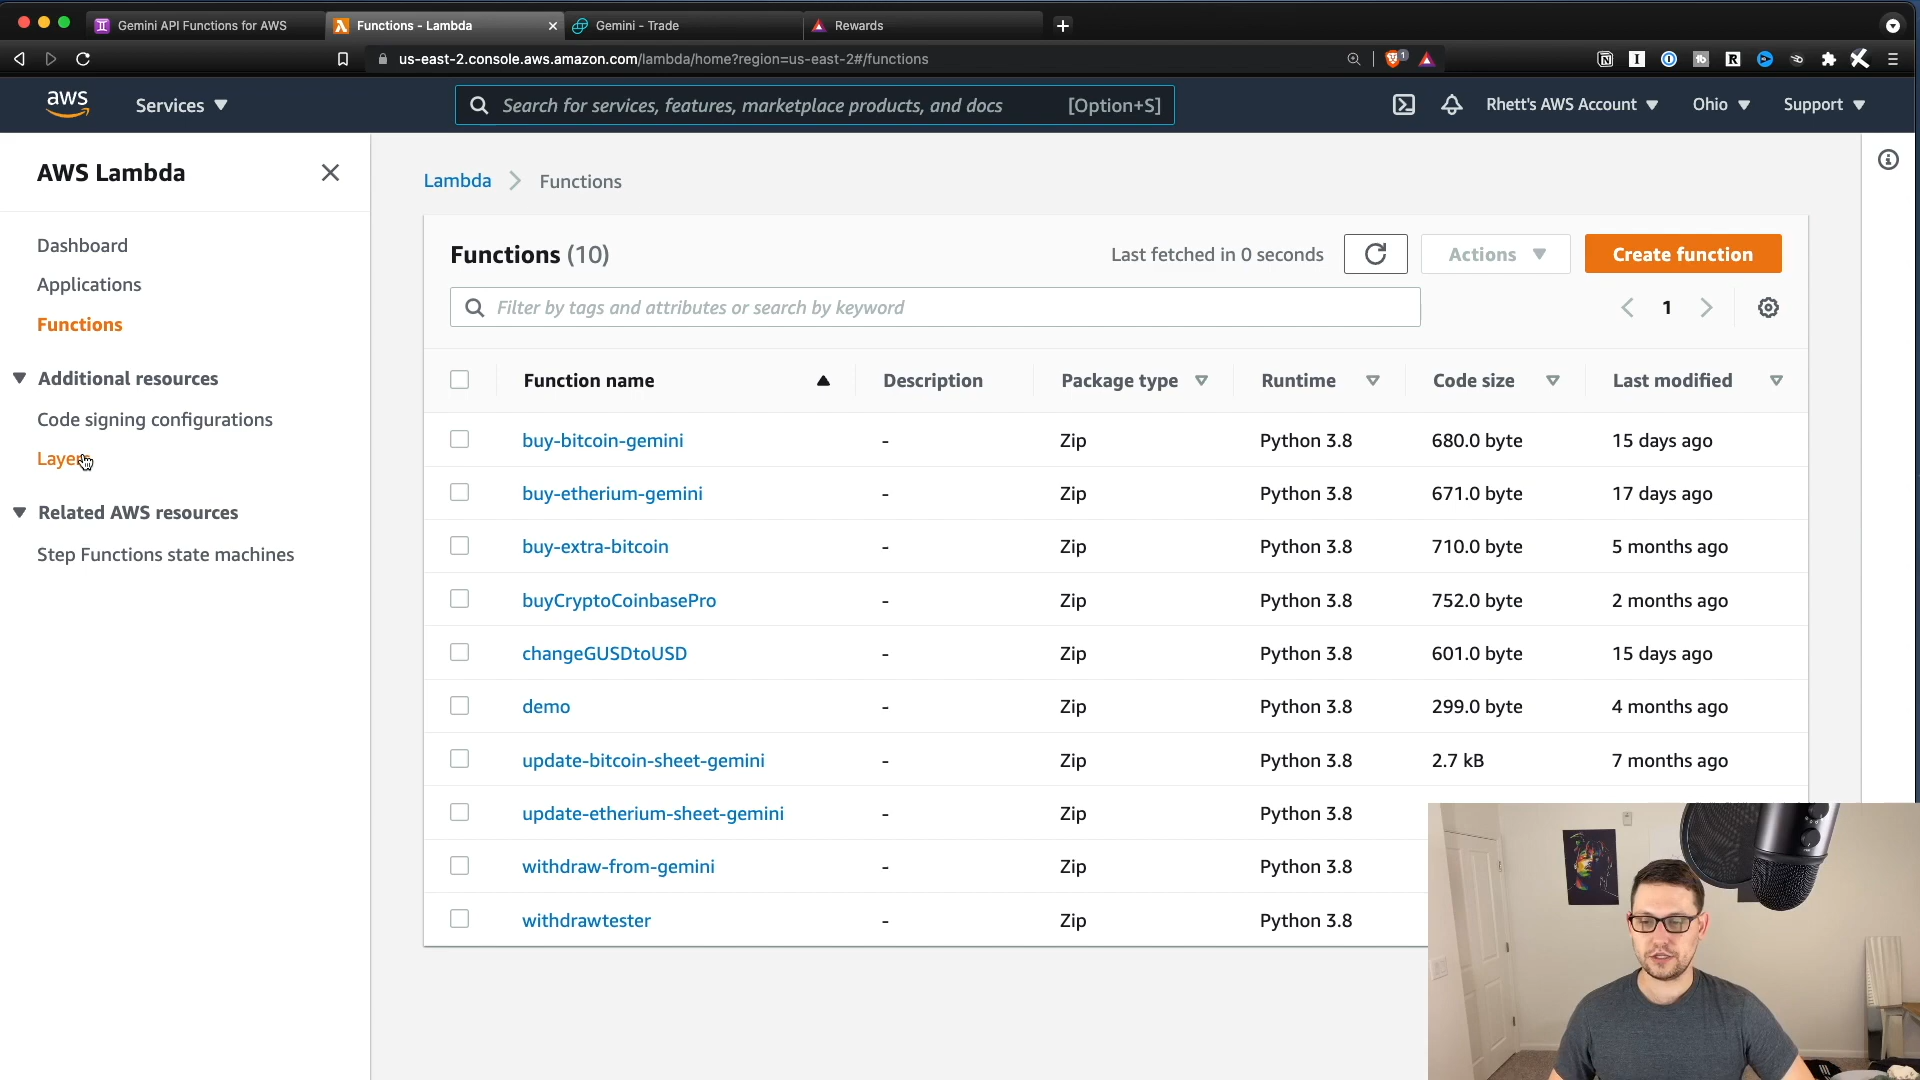 Gemini API Functions for AWS
Functions - Lambda
Gemini - Trade
Rewards
us-east-2.console.aws.amazon.com/lambda/home?region=us-east-2#/functions
aws
Services
Search for services, features, marketplace products, and docs
[Option+S]
Rhett's AWS Account
Ohio
Support
AWS Lambda
Dashboard
Applications
Functions
Additional resources
Code signing configurations
Layers
Related AWS resources
Step Functions state machines
Lambda
Functions
Functions (10)
Last fetched in 0 seconds
Actions
Create function
Filter by tags and attributes or search by keyword
1
Function name Description Package type Runtime Code size Last modified
buy-bitcoin-gemini - Zip Python 3.8 680.0 byte 15 days ago
buy-etherium-gemini - Zip Python 3.8 671.0 byte 17 days ago
buy-extra-bitcoin - Zip Python 3.8 710.0 byte 5 months ago
buyCryptoCoinbasePro - Zip Python 3.8 752.0 byte 2 months ago
changeGUSDtoUSD - Zip Python 3.8 601.0 byte 15 days ago
demo - Zip Python 3.8 299.0 byte 4 months ago
update-bitcoin-sheet-gemini - Zip Python 3.8 2.7 kB 7 months ago
update-etherium-sheet-gemini - Zip Python 3.8
withdraw-from-gemini - Zip Python 3.8
withdrawtester - Zip Python 3.8